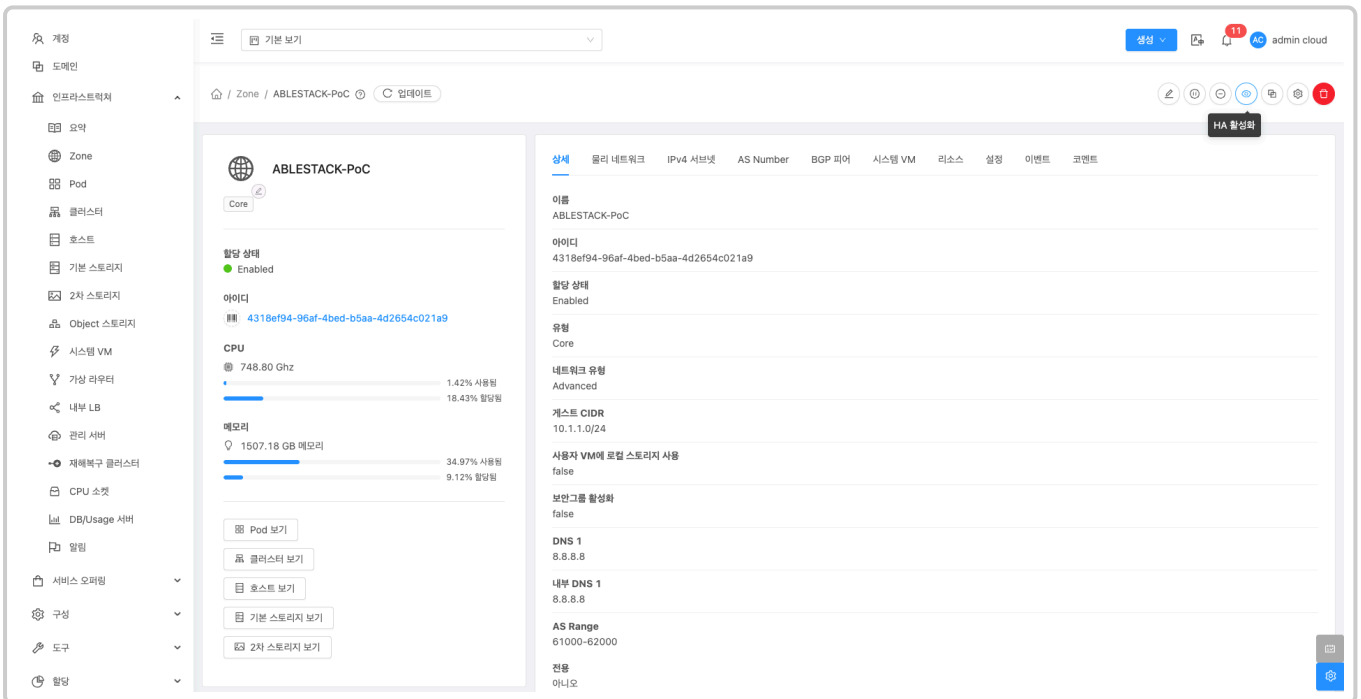 계정
도메인
인프라스트럭쳐
요약
Zone
Pod
클러스터
호스트
기본 스토리지
2차 스토리지
Object 스토리지
시스템 VM
가상 라우터
내부 LB
관리 서버
재해복구 클러스터
CPU 소켓
DB/Usage 서버
알림
서비스 오퍼링
구성
도구
할당
기본 보기
생성
11
AC admin cloud
/ Zone / ABLESTACK-PoC 업데이트
HA 활성화
ABLESTACK-PoC
Core
할당 상태
Enabled
아이디
4318ef94-96af-4bed-b5aa-4d2654c021a9
CPU
748.80 Ghz
1.42% 사용됨
18.43% 할당됨
메모리
1507.18 GB 메모리
34.97% 사용됨
9.12% 할당됨
Pod 보기
클러스터 보기
호스트 보기
기본 스토리지 보기
2차 스토리지 보기
상세 물리 네트워크 IPv4 서브넷 AS Number BGP 피어 시스템 VM 리소스 설정 이벤트 코멘트
이름
ABLESTACK-PoC
아이디
4318ef94-96af-4bed-b5aa-4d2654c021a9
할당 상태
Enabled
유형
Core
네트워크 유형
Advanced
게스트 CIDR
10.1.1.0/24
사용자 VM에 로컬 스토리지 사용
false
보안그룹 활성화
false
DNS 1
8.8.8.8
내부 DNS 1
8.8.8.8
AS Range
61000-62000
전용
아니오